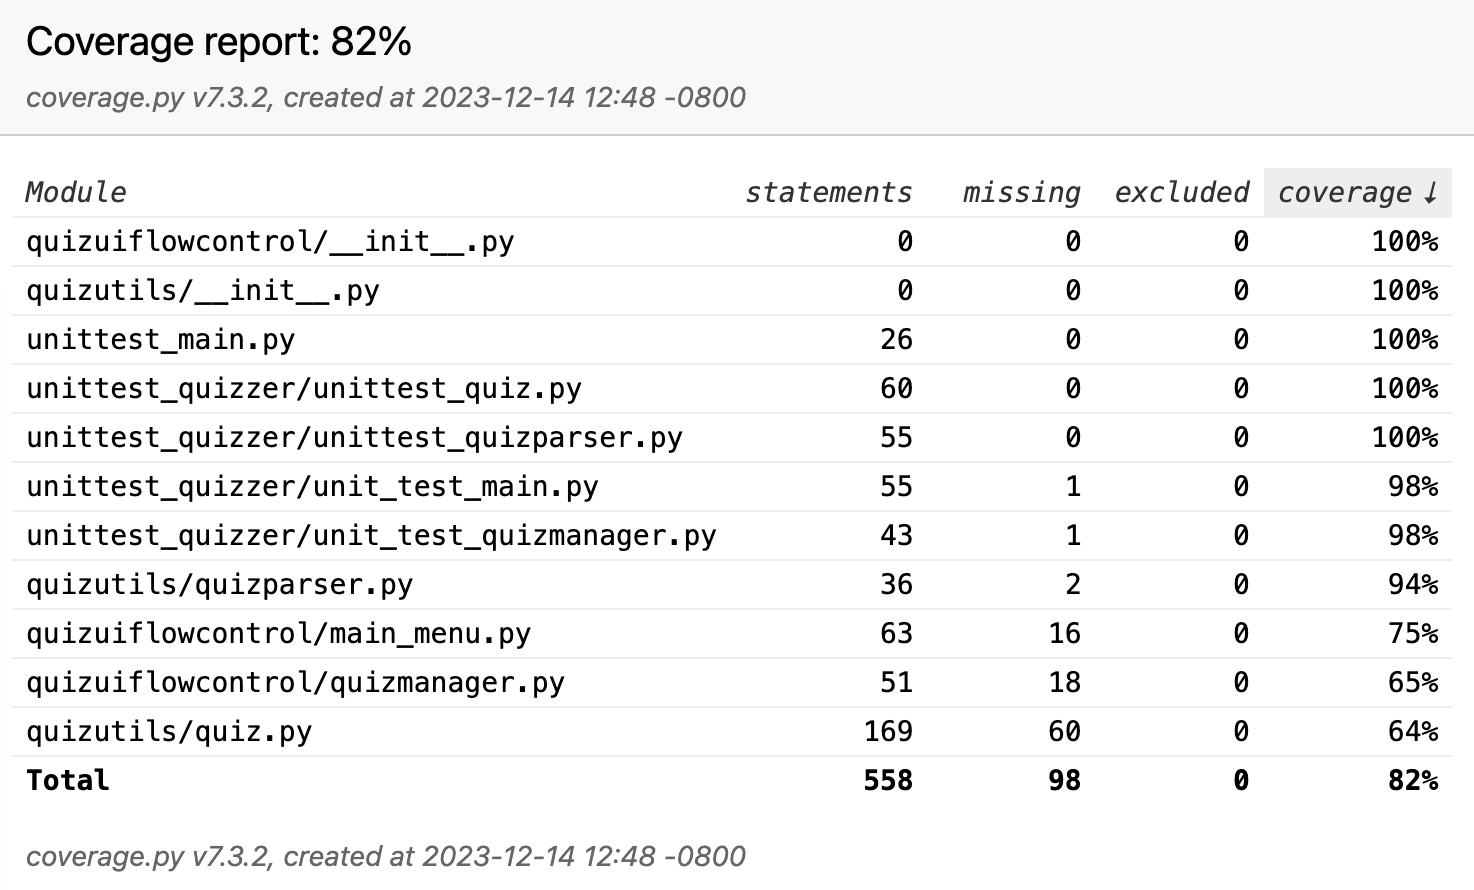 Coverage report: 82%
coverage.py v7.3.2, created at 2023-12-14 12:48 -0800
Module statements missing excluded coverage ↓
quizuiflowcontrol/__init__.py 0 0 0 100%
quizutils/__init__.py 0 0 0 100%
unittest_main.py 26 0 0 100%
unittest_quizzer/unittest_quiz.py 60 0 0 100%
unittest_quizzer/unittest_quizparser.py 55 0 0 100%
unittest_quizzer/unit_test_main.py 55 1 0 98%
unittest_quizzer/unit_test_quizmanager.py 43 1 0 98%
quizutils/quizparser.py 36 2 0 94%
quizuiflowcontrol/main_menu.py 63 16 0 75%
quizuiflowcontrol/quizmanager.py 51 18 0 65%
quizutils/quiz.py 169 60 0 64%
Total 558 98 0 82%
coverage.py v7.3.2, created at 2023-12-14 12:48 -0800